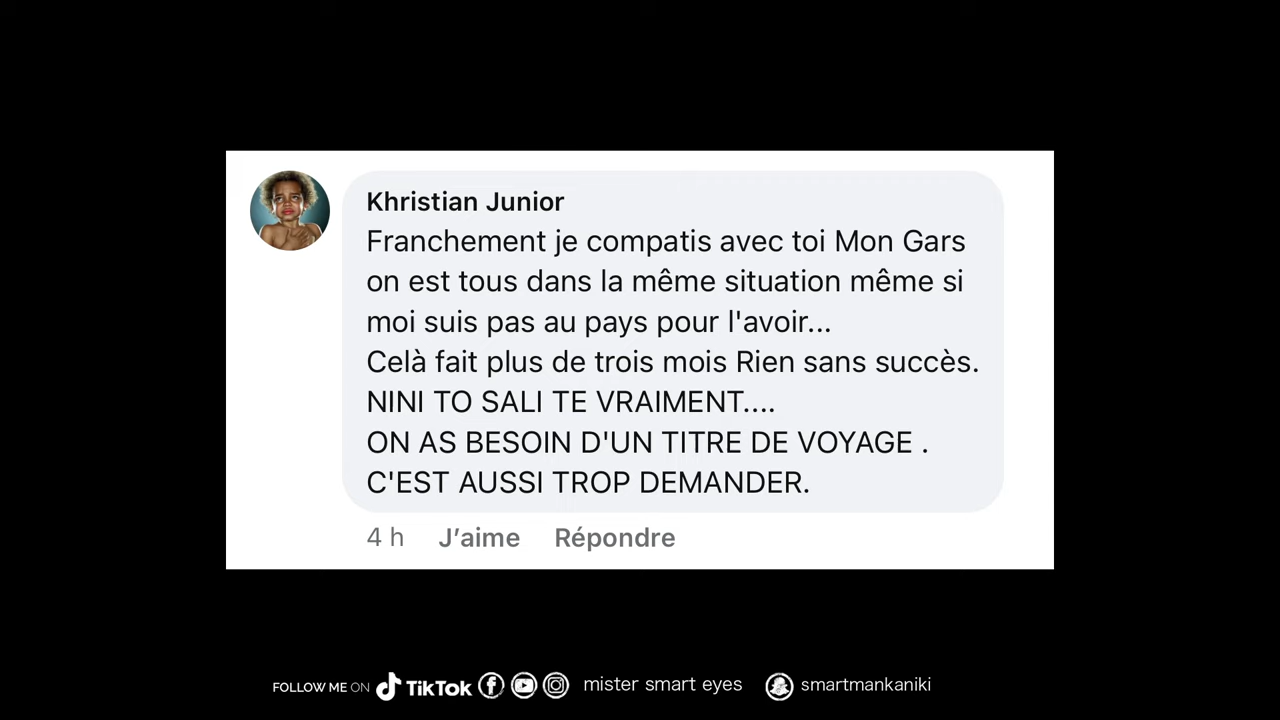 Khristian Junior
Franchement je compatis avec toi Mon Gars
on est tous dans la même situation même si
moi suis pas au pays pour l'avoir...
Celà fait plus de trois mois Rien sans succès.
NINI TO SALI TE VRAIMENT....
ON AS BESOIN D'UN TITRE DE VOYAGE .
C'EST AUSSI TROP DEMANDER.
4 h J’aime Répondre
FOLLOW ME ON TikTok mister smart eyes smartmankaniki